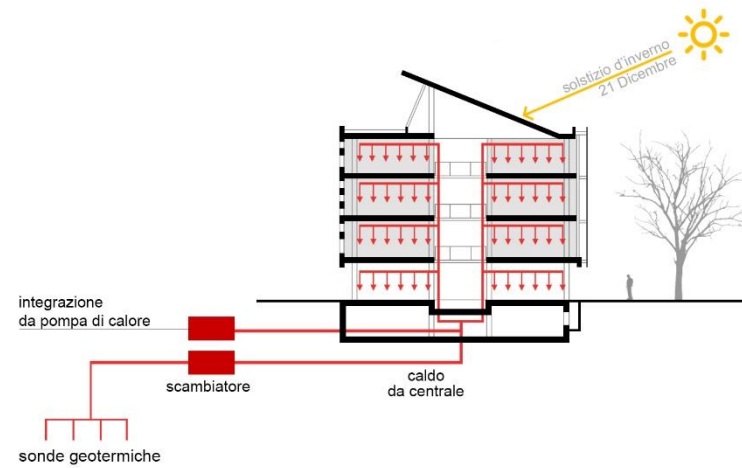 solstizio d'inverno
21 Dicembre
integrazione
da pompa di calore
scambiatore
caldo
da centrale
sonde geotermiche